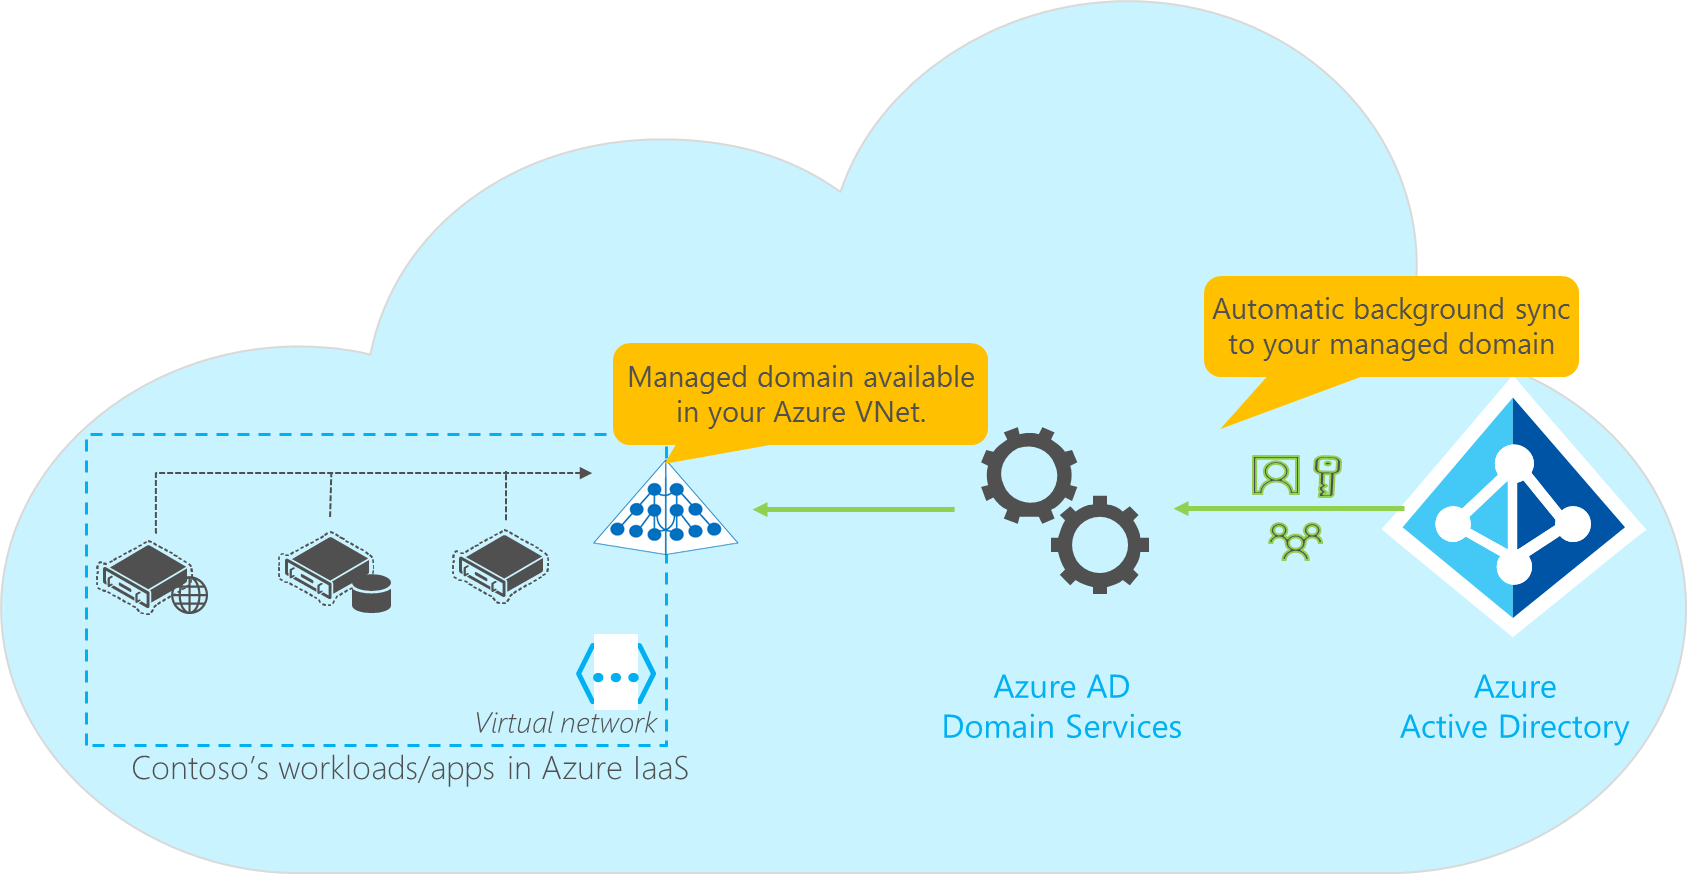 Automatic background sync
to your managed domain
Managed domain available
in your Azure VNet.
Azure AD
Domain Services
Azure
Active Directory
Virtual network
Contoso's workloads/apps in Azure IaaS